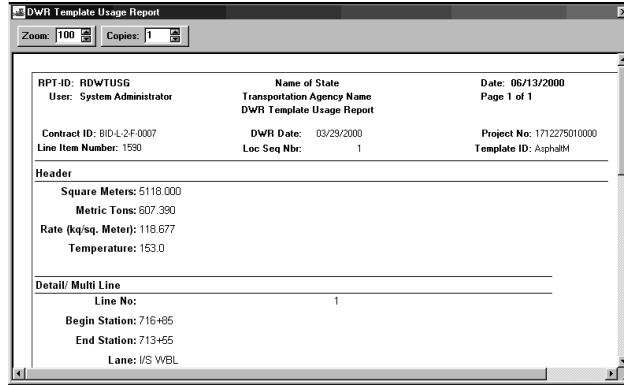 DWR Template Usage Report
Zoom: 100 Copies: 1
RPT-ID: RDWTUSG Name of State Date: 06/13/2000
User: System Administrator Transportation Agency Name Page 1 of 1
DWR Template Usage Report
Contract ID: BID-L-2-F-0007 DWR Date: 03/29/2000 Project No: 1712275010000
Line Item Number: 1590 Loc Seq Nbr: 1 Template ID: AsphaltM
Header
Square Meters: 5118.000
Metric Tons: 607.390
Rate (kq/sq. Meter): 118.677
Temperature: 153.0
Detail/ Multi Line
Line No: 1
Begin Station: 716+85
End Station: 713+55
Lane: I/S WBL